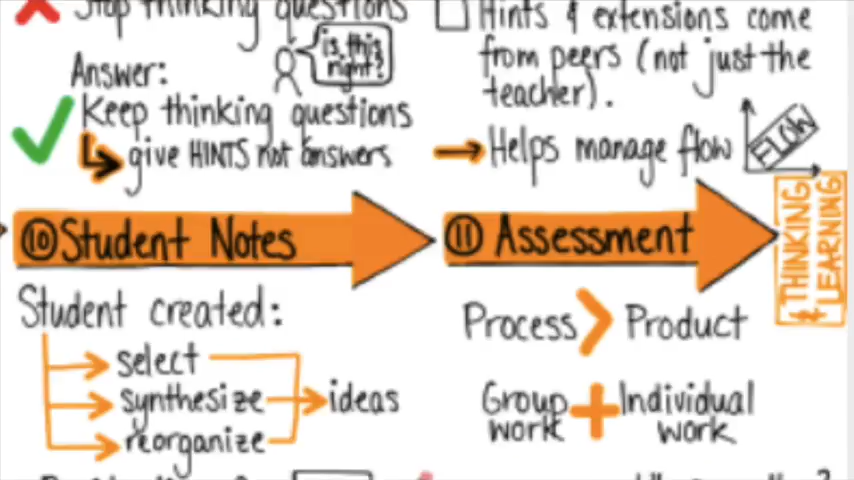 Stop thinking questions
Answer:
is this
right?
Keep thinking questions
give HINTS not answers
Hints & extensions come
from peers (not just the
teacher).
Helps manage flow
FLOW
⑩ Student Notes
Student created:
select
synthesize
reorganize
ideas
⑪ Assessment
THINKING
& LEARNING
Process > Product
Group
work
+
Individual
work